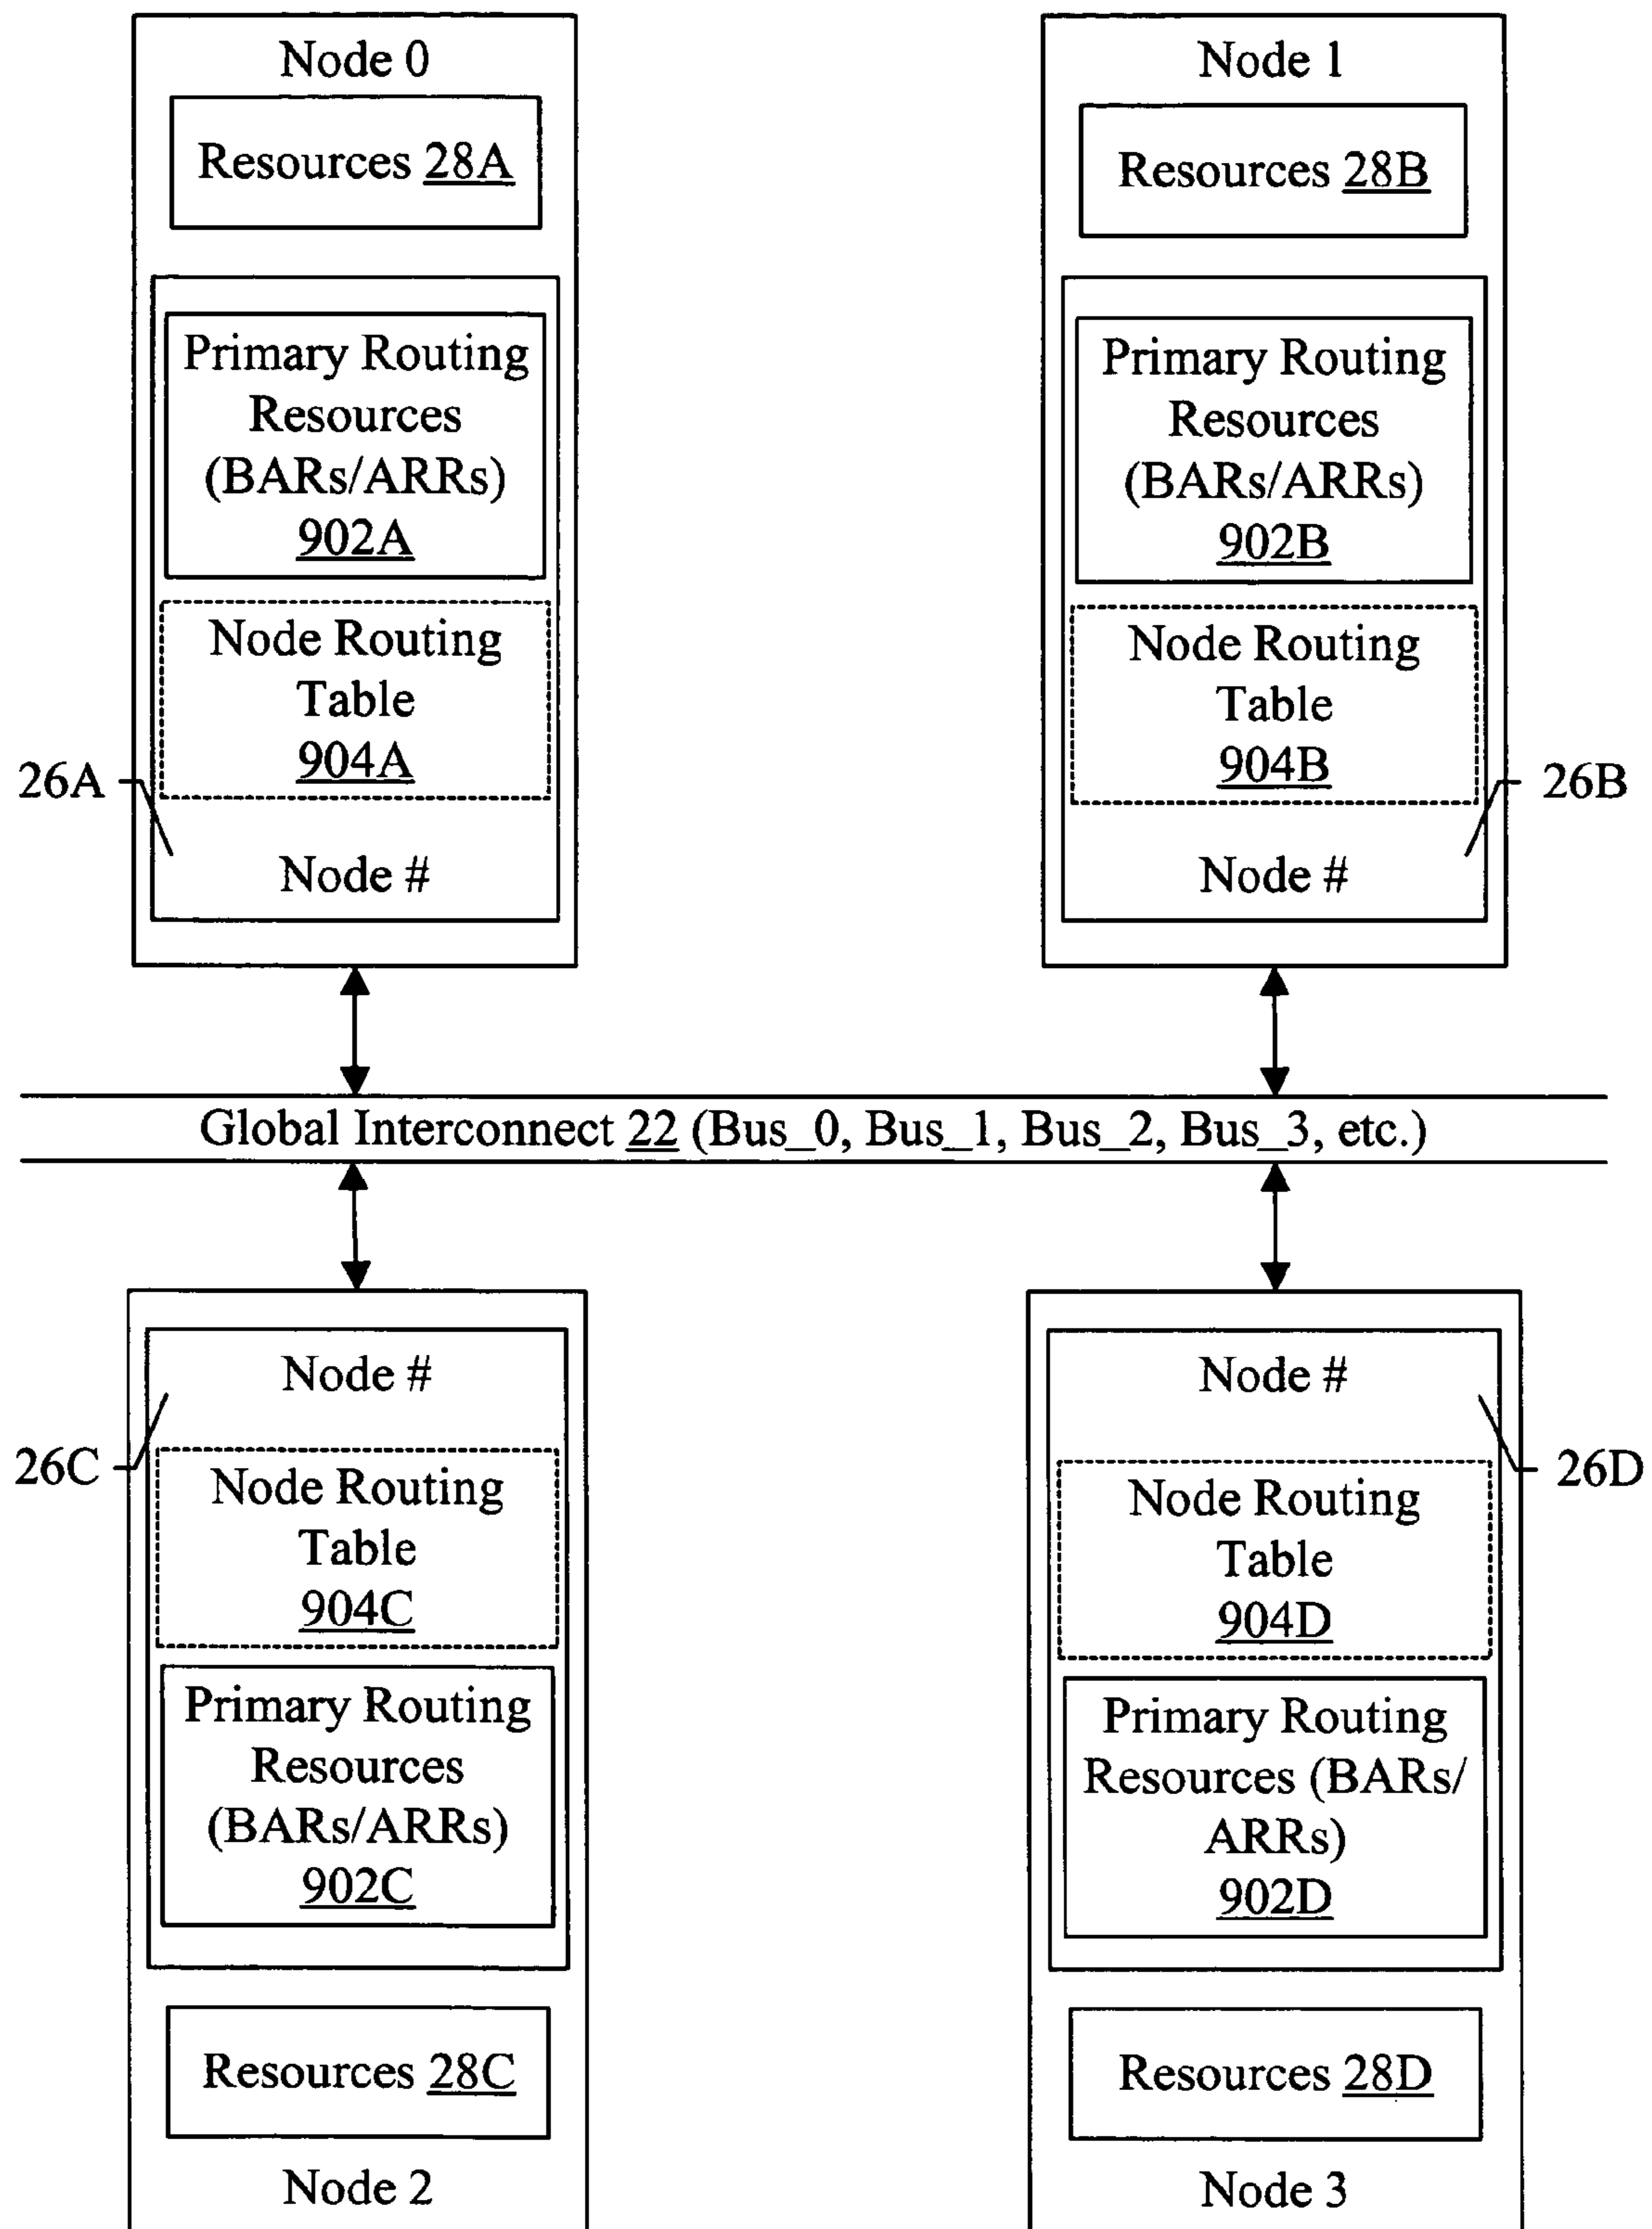 Node 0
Resources 28A
Primary Routing
Resources
(BARs/ARRs)
902A
Node Routing
Table
904A
26A
Node #
Node 1
Resources 28B
Primary Routing
Resources
(BARs/ARRs)
902B
Node Routing
Table
904B
26B
Node #
Global Interconnect 22 (Bus_0, Bus_1, Bus_2, Bus_3, etc.)
Node #
26C
Node Routing
Table
904C
Primary Routing
Resources
(BARs/ARRs)
902C
Resources 28C
Node 2
Node #
26D
Node Routing
Table
904D
Primary Routing
Resources (BARs/
ARRs)
902D
Resources 28D
Node 3